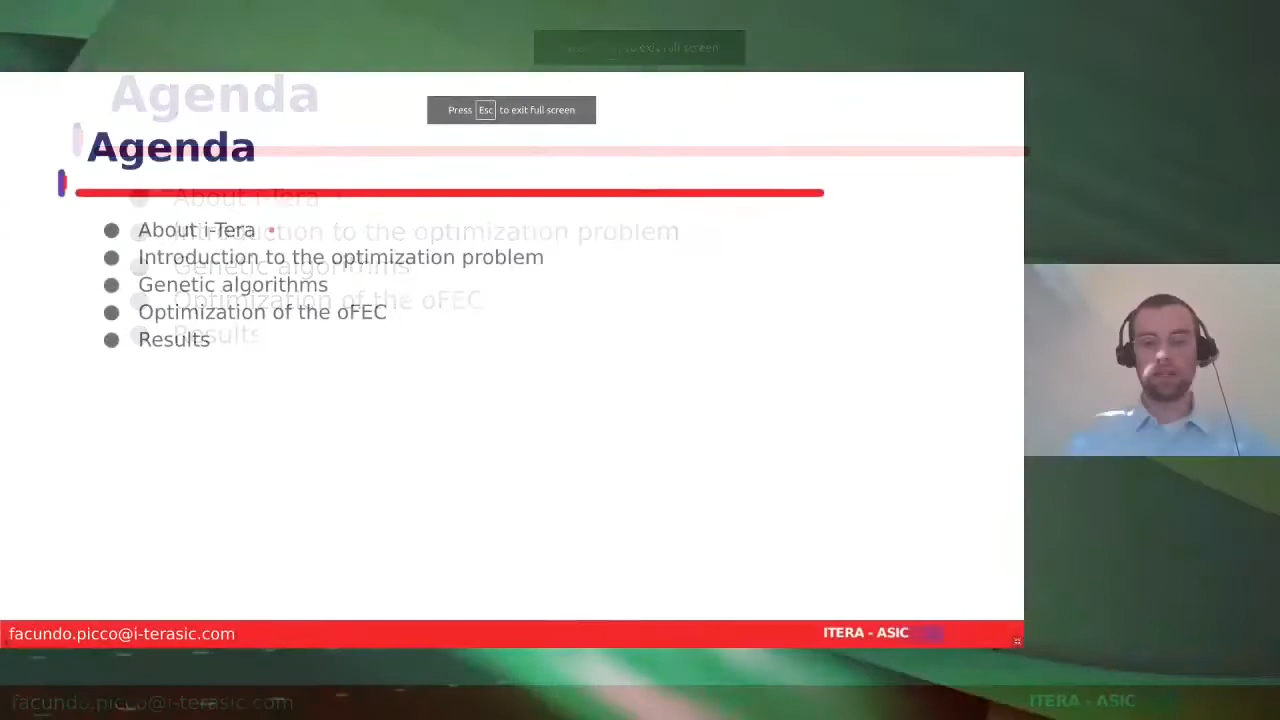 Agenda
Press Esc to exit full screen
Agenda
About i-Tera
About i-Tera
Introduction to the optimization problem
Introduction to the optimization problem
Genetic algorithms
Genetic algorithms
Optimization of the oFEC
Optimization of the oFEC
Results
Results
facundo.picco@i-terasic.com
ITERA - ASIC
facundo.picco@i-terasic.com
ITERA - ASIC